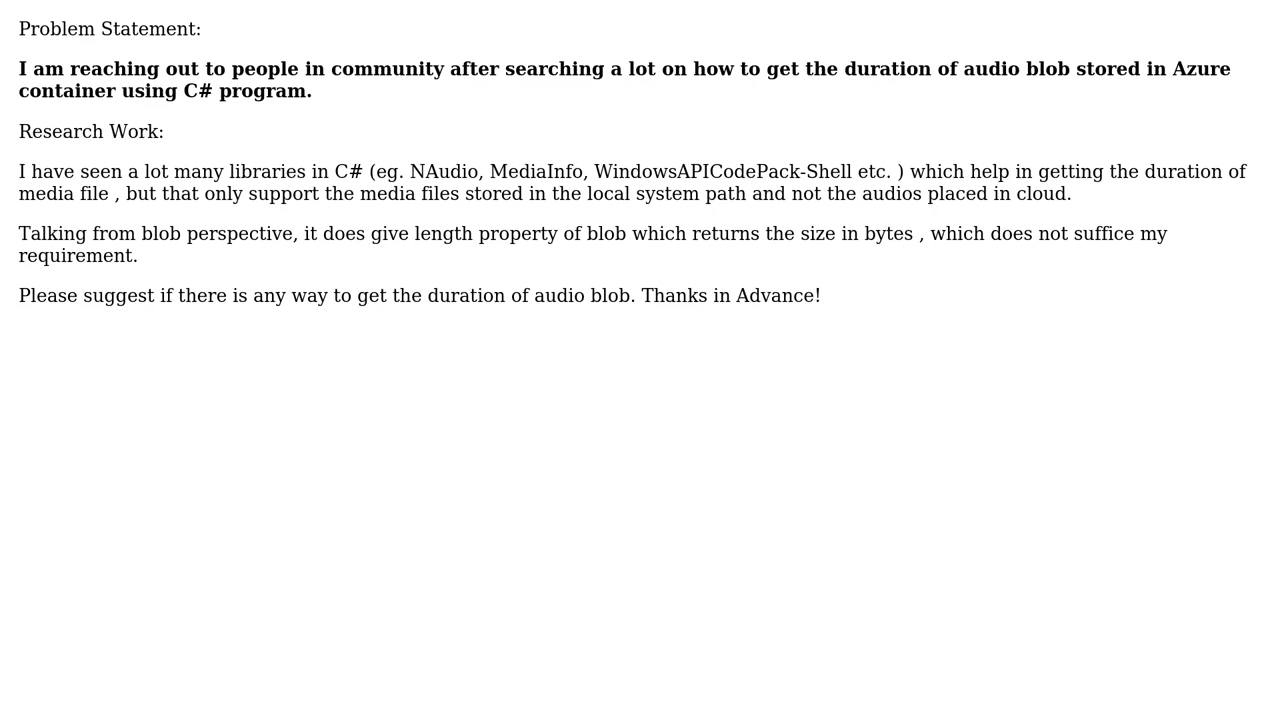 Problem Statement:
I am reaching out to people in community after searching a lot on how to get the duration of audio blob stored in Azure
container using C# program.
Research Work:
I have seen a lot many libraries in C# (eg. NAudio, MediaInfo, WindowsAPICodePack-Shell etc. ) which help in getting the duration of
media file , but that only support the media files stored in the local system path and not the audios placed in cloud.
Talking from blob perspective, it does give length property of blob which returns the size in bytes , which does not suffice my
requirement.
Please suggest if there is any way to get the duration of audio blob. Thanks in Advance!